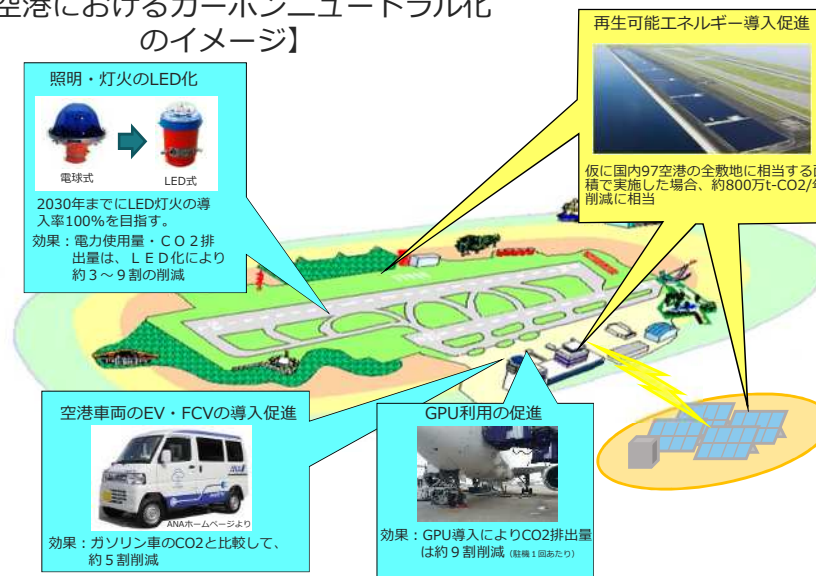 空港におけるカーボンニュートラル化
のイメージ】
照明・灯火のLED化
電球式
LED式
2030年までにLED灯火の導
入率100%を目指す。
効果：電力使用量・ＣＯ２排
出量は、ＬＥＤ化により
約３～９割の削減
再生可能エネルギー導入促進
仮に国内97空港の全敷地に相当する面
積で実施した場合、約800万t-CO2/年
削減に相当
空港車両のEV・FCVの導入促進
ANAホームページより
効果：ガソリン車のCO2と比較して、
約５割削減
GPU利用の促進
効果：GPU導入によりCO2排出量
は約９割削減（駐機１回あたり）